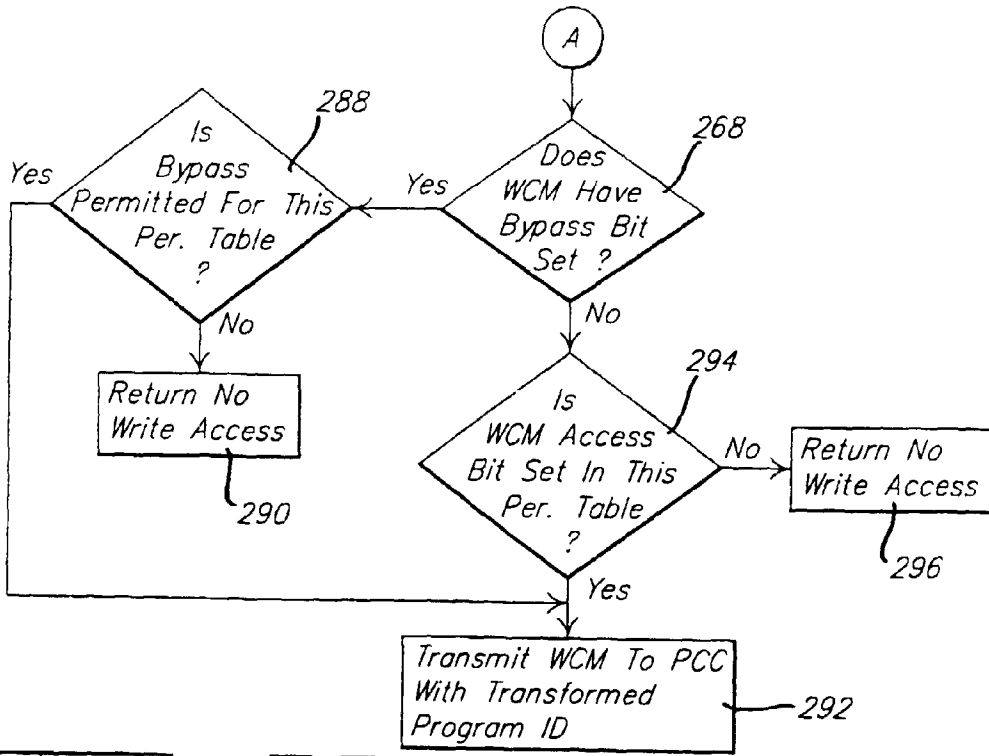 A
288
Is
Bypass
Permitted For This
Per. Table
?
Yes
Yes
268
Does
WCM Have
Bypass Bit
Set ?
No
Return No
Write Access
290
No
294
Is
WCM Access
Bit Set In This
Per. Table
?
No
Return No
Write Access
296
Yes
Transmit WCM To PCC
With Transformed
Program ID
292